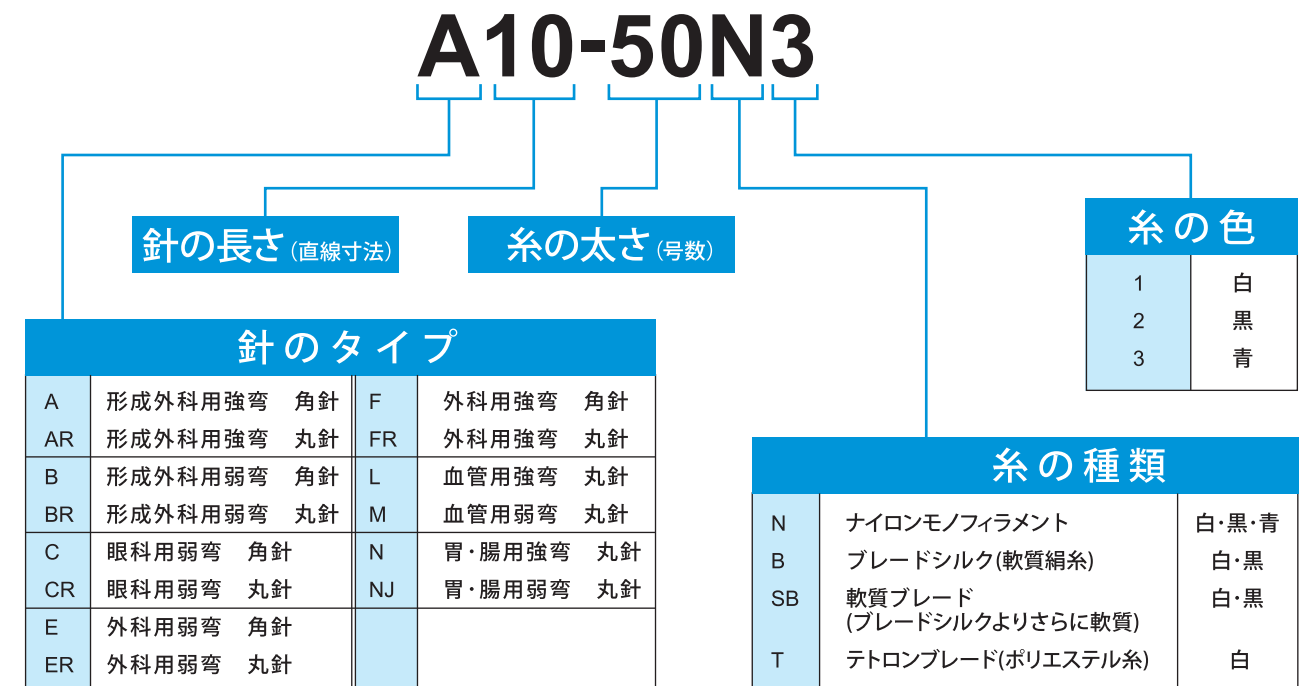 A10-50N3
針の長さ(直線寸法)
糸の太さ(号数)
糸の色
1 白
2 黒
3 青
針のタイプ
A 形成外科用強弯 角針 F 外科用強弯 角針
AR 形成外科用強弯 丸針 FR 外科用強弯 丸針
B 形成外科用弱弯 角針 L 血管用強弯 丸針
BR 形成外科用弱弯 丸針 M 血管用弱弯 丸針
C 眼科用弱弯 角針 N 胃・腸用強弯 丸針
CR 眼科用弱弯 丸針 NJ 胃・腸用弱弯 丸針
E 外科用弱弯 角針
ER 外科用弱弯 丸針
糸の種類
N ナイロンモノフィラメント 白・黒・青
B ブレードシルク(軟質絹糸) 白・黒
SB 軟質ブレード 白・黒
(ブレードシルクよりさらに軟質)
T テトロンブレード(ポリエステル糸) 白